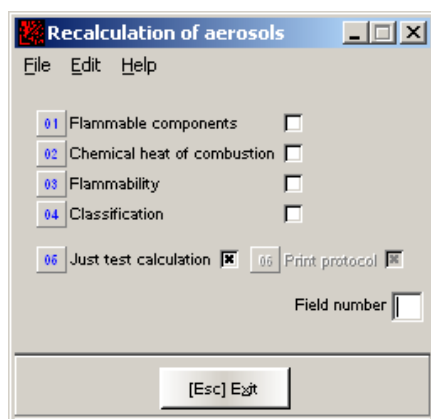 Recalculation of aerosols
File Edit Help
01 Flammable components
02 Chemical heat of combustion
03 Flammability
04 Classification
06 Just test calculation 06 Print protocol
Field number
[Esc] Exit